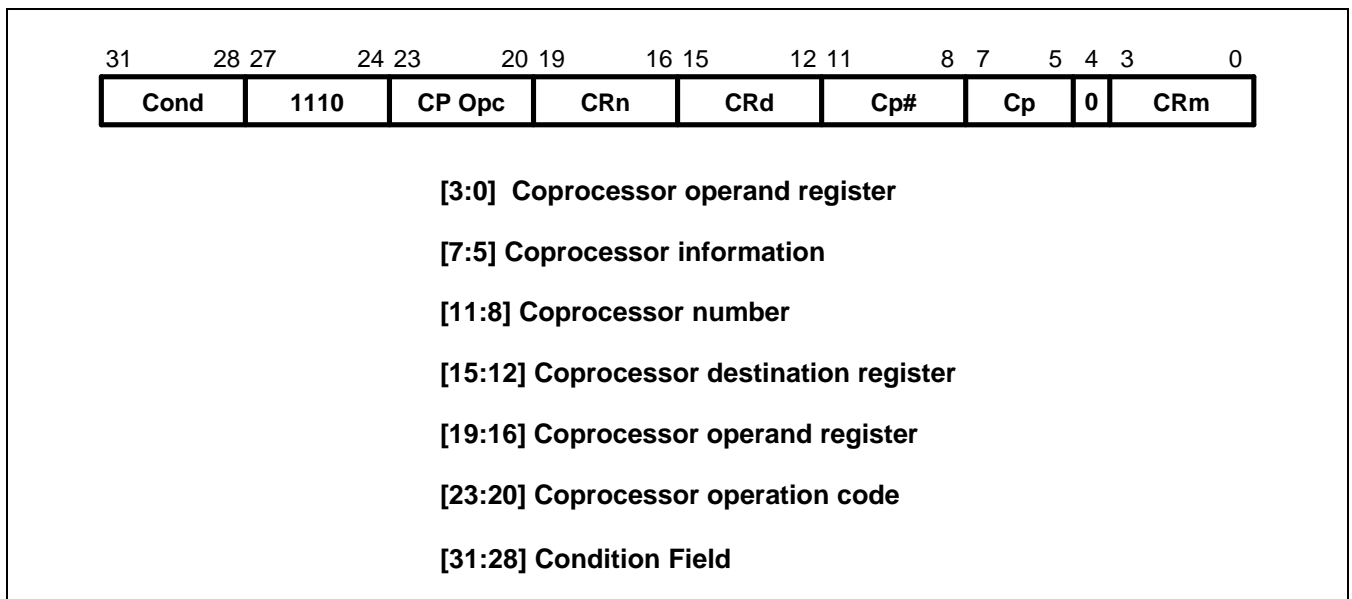 31 28 27 24 23 20 19 16 15 12 11 8 7 5 4 3 0
Cond 1110 CP Opc CRn CRd Cp# Cp 0 CRm
[3:0] Coprocessor operand register
[7:5] Coprocessor information
[11:8] Coprocessor number
[15:12] Coprocessor destination register
[19:16] Coprocessor operand register
[23:20] Coprocessor operation code
[31:28] Condition Field